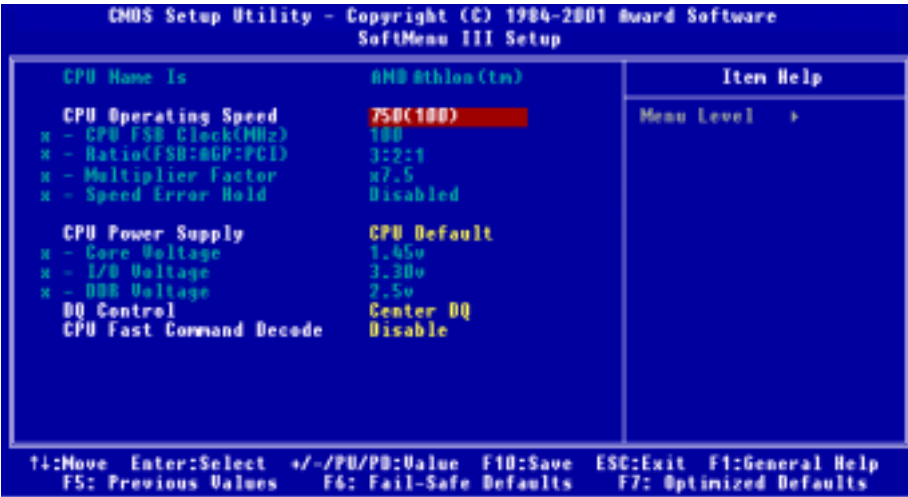 CMOS Setup Utility - Copyright (C) 1984-2001 Award Software
SoftMenu III Setup
CPU Name Is AMD Athlon(tm)
Item Help
CPU Operating Speed 750(100)
Menu Level ▸
x - CPU FSB Clock(MHz) 100
x - Ratio(FSB:AGP:PCI) 3:2:1
x - Multiplier Factor x7.5
x - Speed Error Hold Disabled
CPU Power Supply CPU Default
x - Core Voltage 1.45v
x - I/O Voltage 3.30v
x - DDR Voltage 2.5v
DQ Control Center DQ
CPU Fast Command Decode Disable
↑↓:Move Enter:Select +/-/PU/PD:Value F10:Save ESC:Exit F1:General Help
F5: Previous Values F6: Fail-Safe Defaults F7: Optimized Defaults